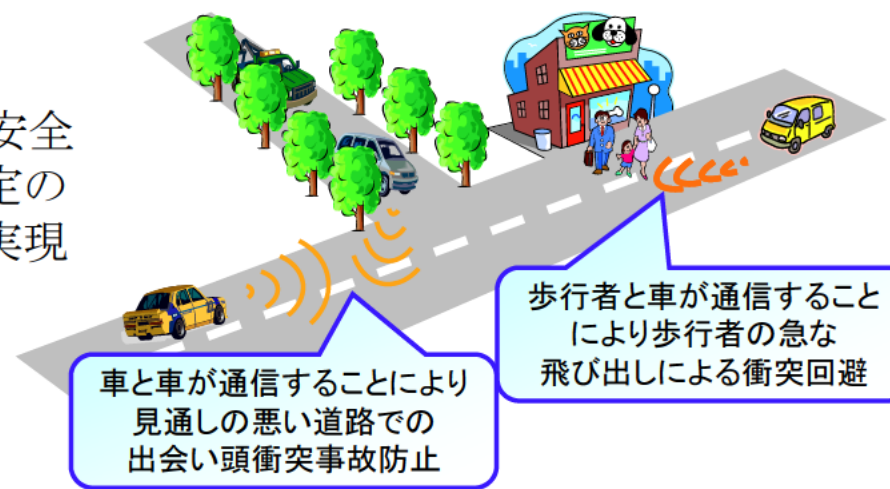 安全
定の
実現
歩行者と車が通信すること
により歩行者の急な
飛び出しによる衝突回避
車と車が通信することにより
見通しの悪い道路での
出会い頭衝突事故防止